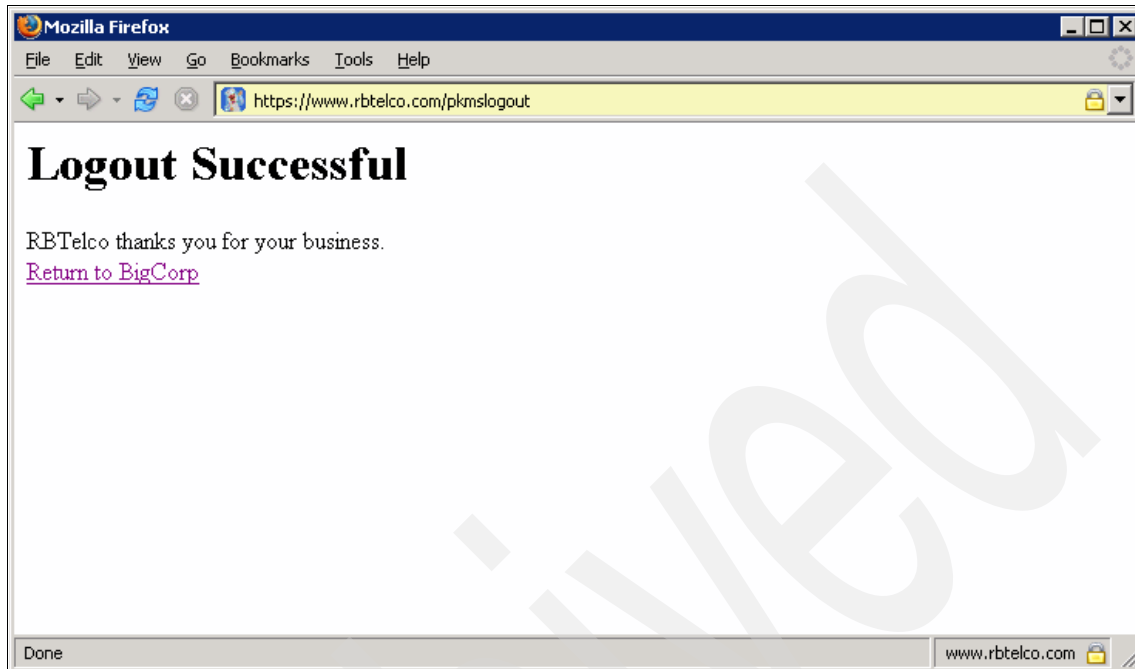 Mozilla Firefox
File Edit View Go Bookmarks Tools Help
https://www.rbtelco.com/pkmslogout
Logout Successful
RBTelco thanks you for your business.
Return to BigCorp
ived
Done www.rbtelco.com